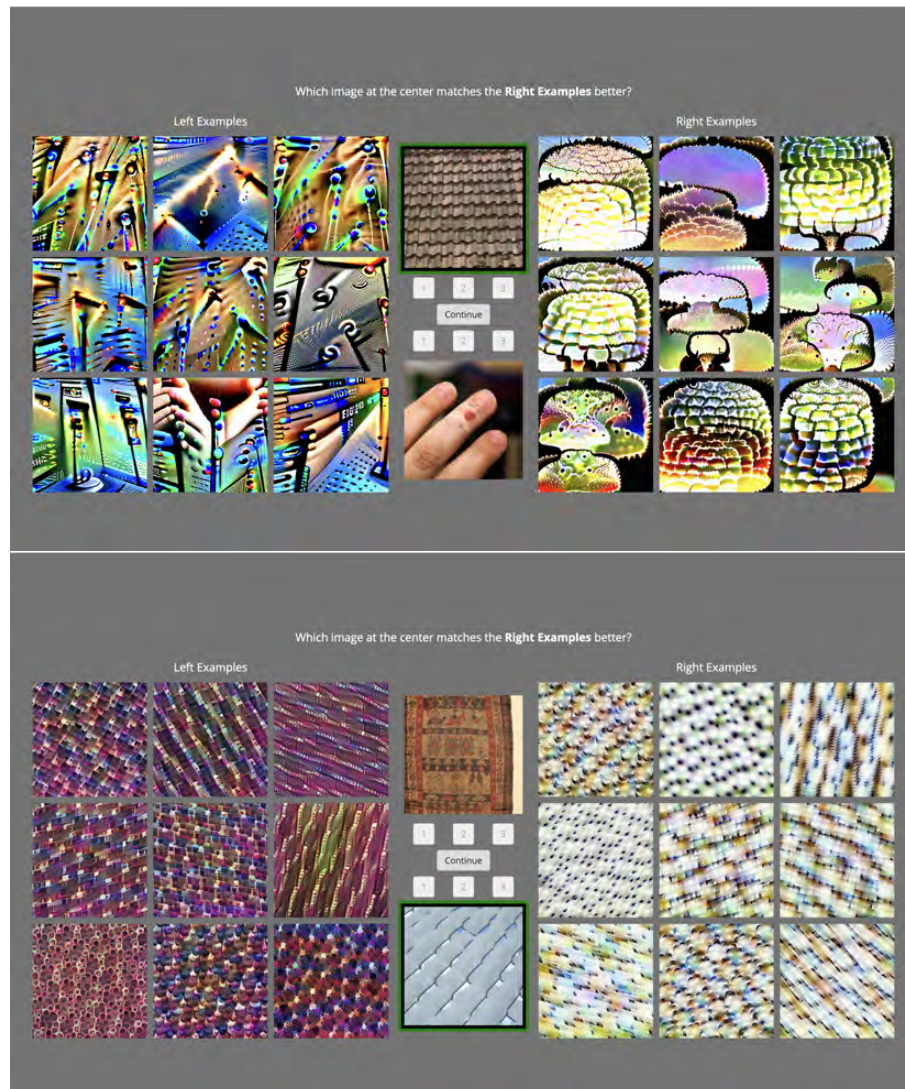 Which image at the center matches the Right Examples better?
Left Examples
Right Examples
1 2 3
Continue
1 2 3
Which image at the center matches the Right Examples better?
Left Examples
Right Examples
1 2 3
Continue
1 2 3